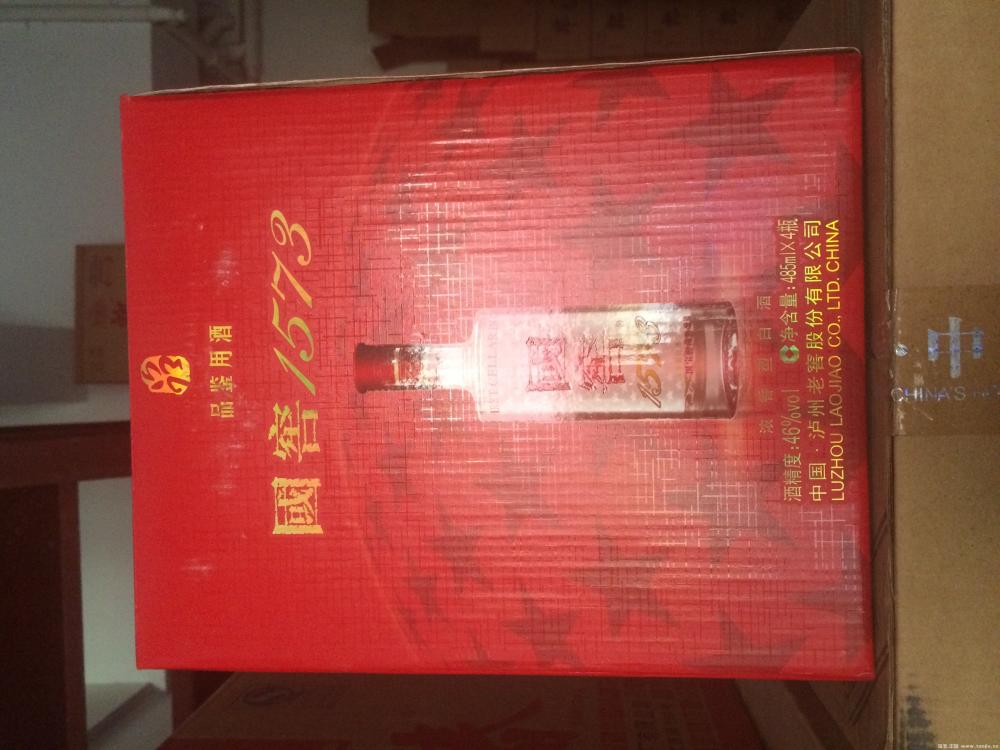 品鉴用酒
國窖1573
國窖
1573
浓香型白酒
酒精度:46%vol 净含量:485ml×4瓶
中国·泸州老窖股份有限公司
LUZHOU LAOJIAO CO., LTD. CHINA
CHINA'S